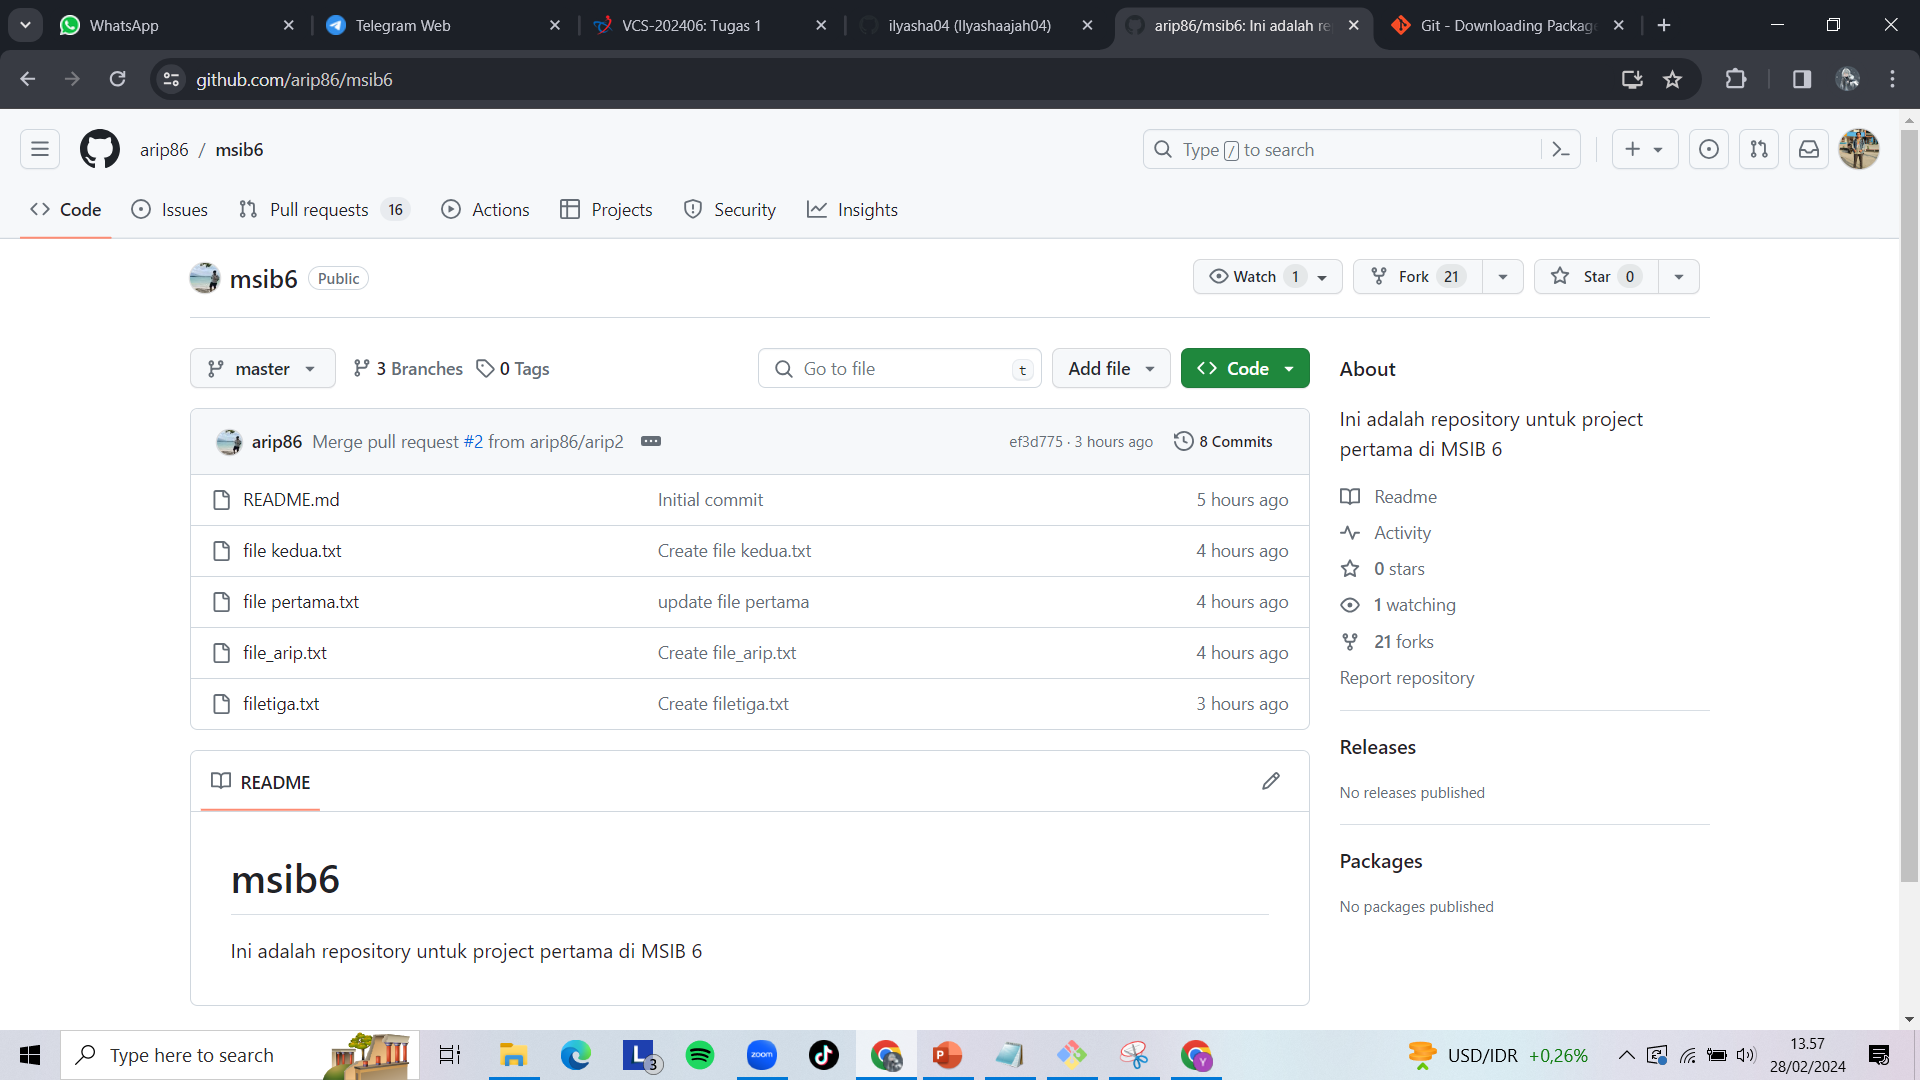 WhatsApp
Telegram Web
VCS-202406: Tugas 1
ilyasha04 (Ilyashaajah04)
arip86/msib6: Ini adalah re
Git - Downloading Package
github.com/arip86/msib6
arip86 / msib6
Type / to search
Code
Issues
Pull requests 16
Actions
Projects
Security
Insights
msib6 Public
Watch 1
Fork 21
Star 0
master
3 Branches
0 Tags
Go to file t
Add file
Code
arip86 Merge pull request #2 from arip86/arip2
ef3d775 · 3 hours ago
8 Commits
README.md Initial commit 5 hours ago
file kedua.txt Create file kedua.txt 4 hours ago
file pertama.txt update file pertama 4 hours ago
file_arip.txt Create file_arip.txt 4 hours ago
filetiga.txt Create filetiga.txt 3 hours ago
README
msib6
Ini adalah repository untuk project pertama di MSIB 6
About
Ini adalah repository untuk project
pertama di MSIB 6
Readme
Activity
0 stars
1 watching
21 forks
Report repository
Releases
No releases published
Packages
No packages published
Type here to search
L 3
zoom
P
Y
USD/IDR +0,26%
13.57
28/02/2024